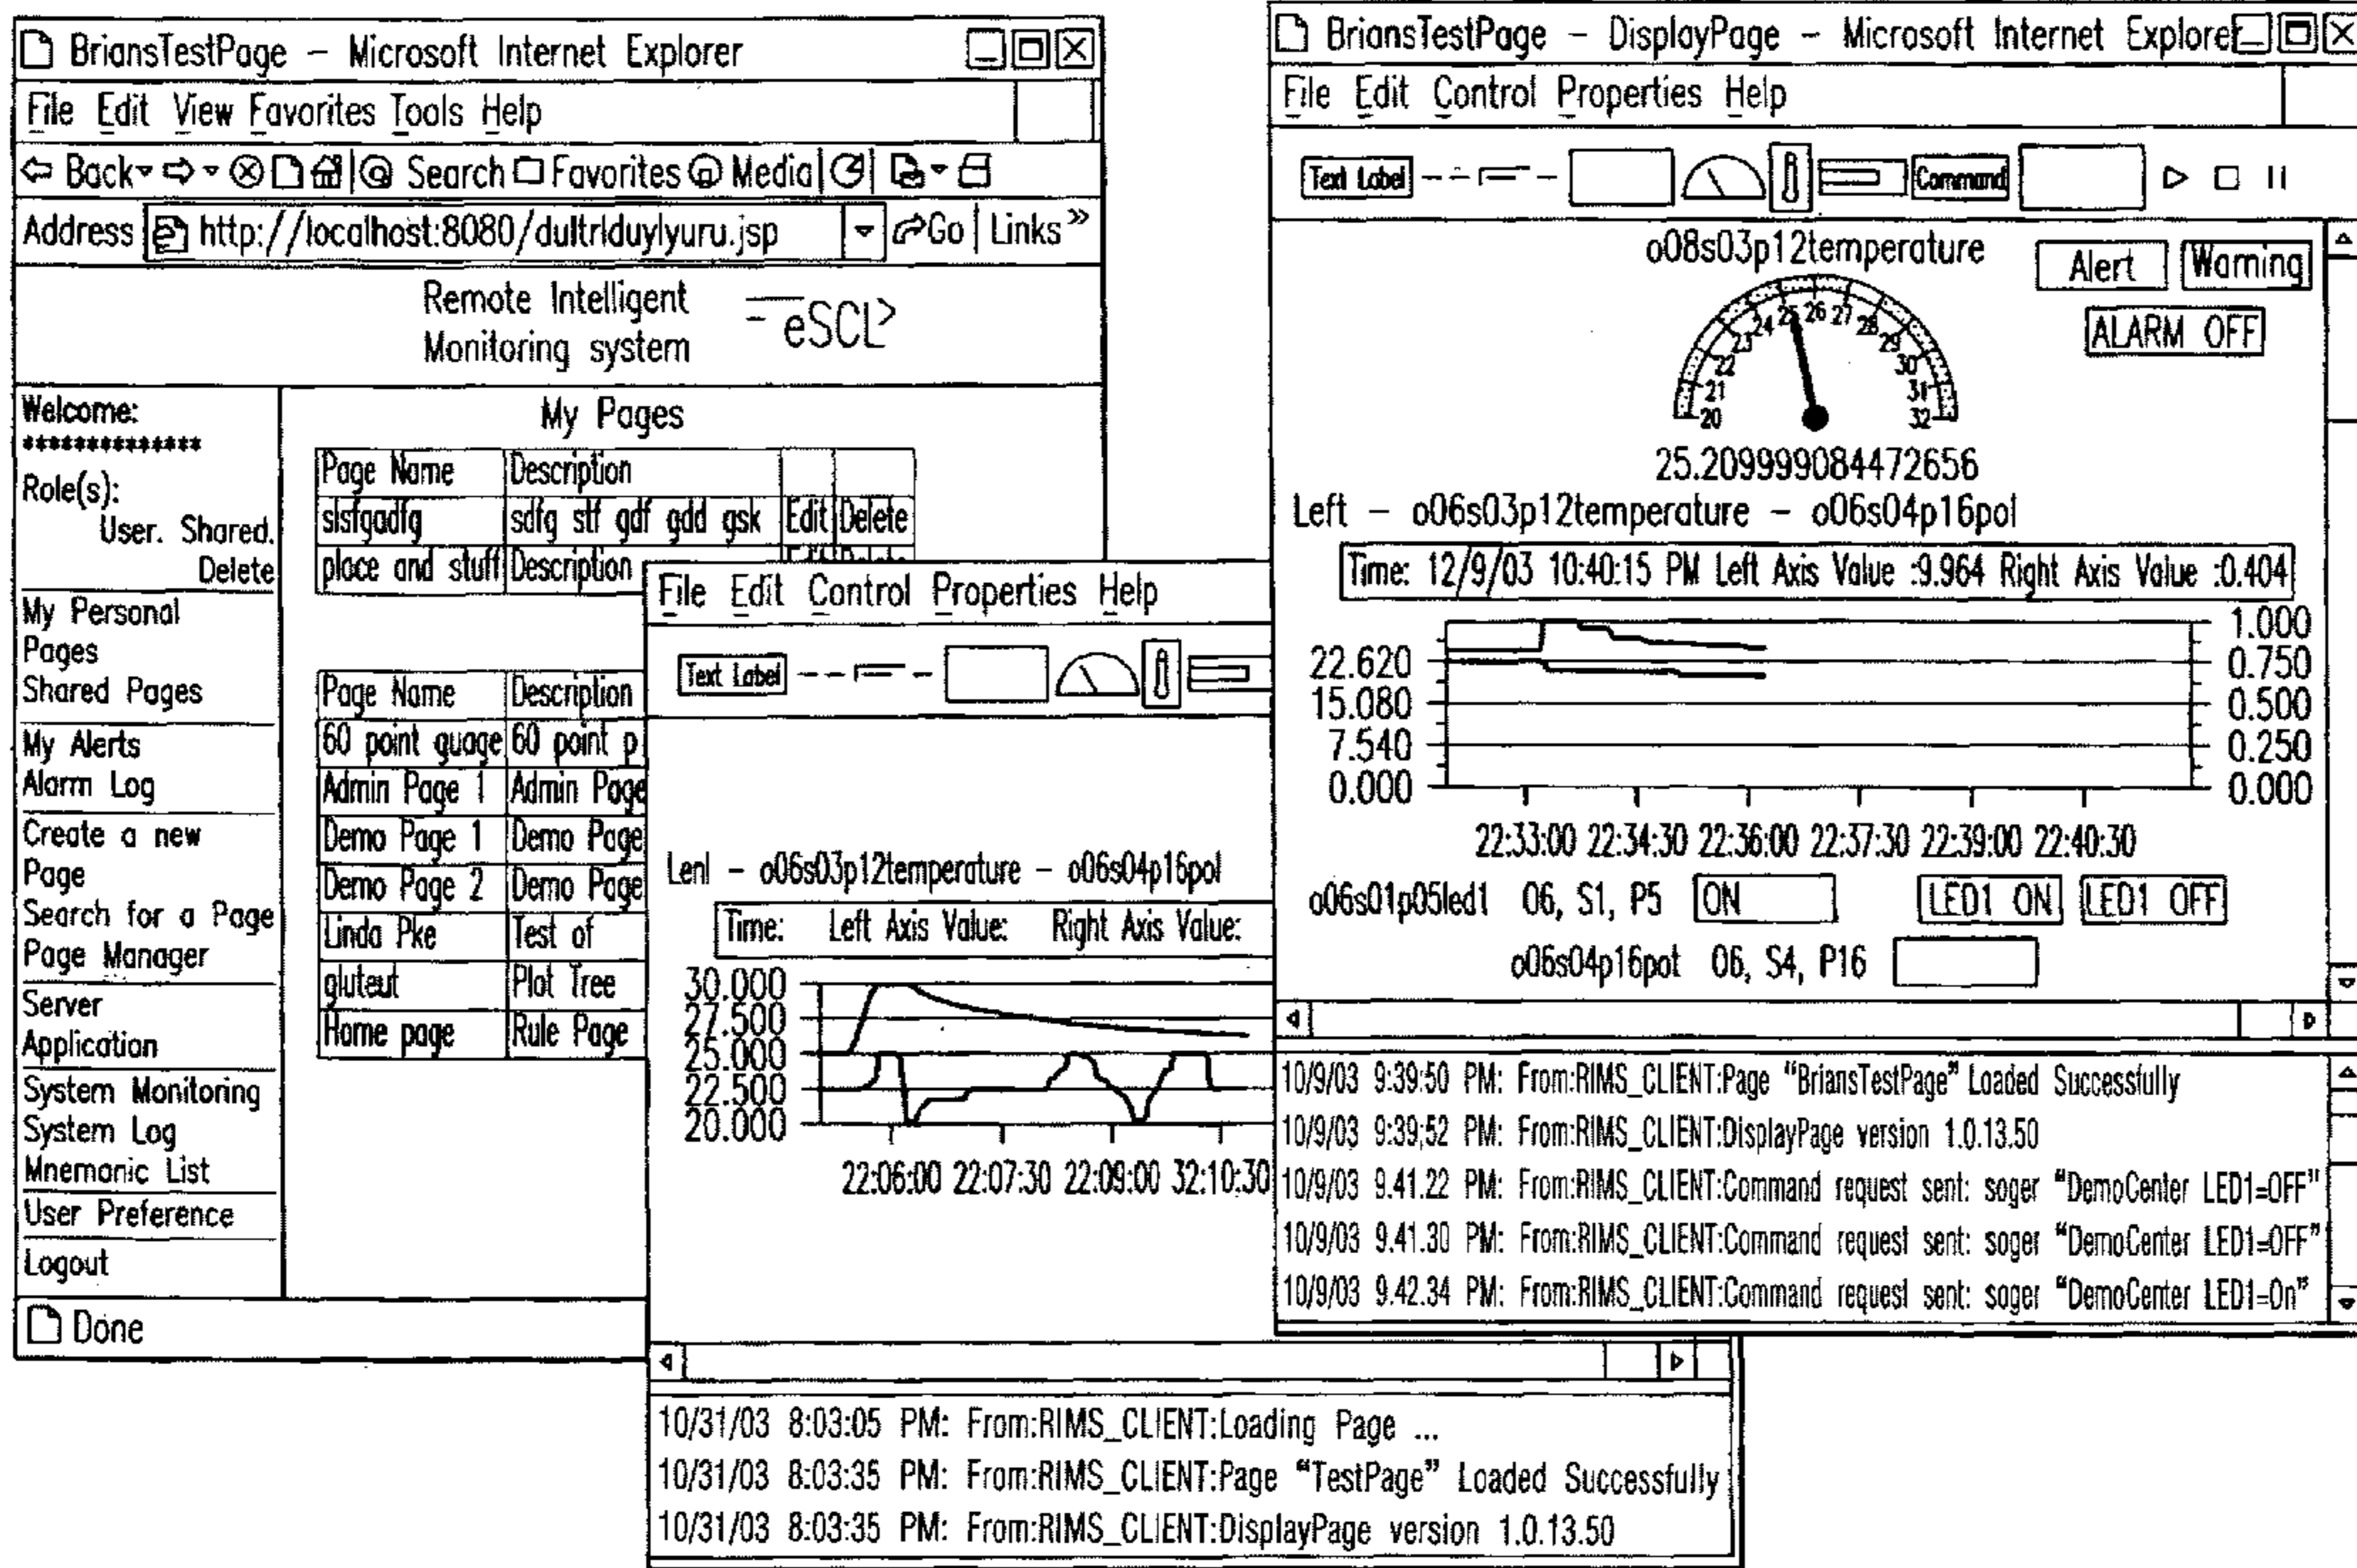 BriansTestPage – Microsoft Internet Explorer
File Edit View Favorites Tools Help
Back Search Favorites Media
Address http://localhost:8080/dultrlduylyuru.jsp Go Links »
Remote Intelligent
Monitoring system
eSCL>
Welcome:
**************
Role(s):
User. Shared.
Delete
My Personal
Pages
Shared Pages
My Alerts
Alarm Log
Create a new
Page
Search for a Page
Page Manager
Server
Application
System Monitoring
System Log
Mnemonic List
User Preference
Logout
Done
My Pages
Page Name Description
slsfgadfg sdfg stf gdf gdd gsk Edit Delete
place and stuff Description Edit Delete
Page Name Description
60 point guage 60 point p
Admin Page 1 Admin Page
Demo Page 1 Demo Page
Demo Page 2 Demo Page
Linda Pke Test of
gluteut Plot Tree
Home page Rule Page
File Edit Control Properties Help
Text Label
Lenl – o06s03p12temperature – o06s04p16pol
Time: Left Axis Value: Right Axis Value:
30.000
27.500
25.000
22.500
20.000
22:06:00 22:07:30 22:09:00 32:10:30
10/31/03 8:03:05 PM: From:RIMS_CLIENT:Loading Page ...
10/31/03 8:03:35 PM: From:RIMS_CLIENT:Page “TestPage” Loaded Successfully
10/31/03 8:03:35 PM: From:RIMS_CLIENT:DisplayPage version 1.0.13.50
BriansTestPage – DisplayPage – Microsoft Internet Explorer
File Edit Control Properties Help
Text Label Command
o08s03p12temperature
Alert Warning
ALARM OFF
20 21 22 23 24 25 26 27 28 29 30 31 32
25.209999084472656
Left – o06s03p12temperature – o06s04p16pol
Time: 12/9/03 10:40:15 PM Left Axis Value :9.964 Right Axis Value :0.404
1.000
22.620 0.750
15.080 0.500
7.540 0.250
0.000 0.000
22:33:00 22:34:30 22:36:00 22:37:30 22:39:00 22:40:30
o06s01p05led1 06, S1, P5 ON LED1 ON LED1 OFF
o06s04p16pot 06, S4, P16
10/9/03 9:39:50 PM: From:RIMS_CLIENT:Page “BriansTestPage” Loaded Successfully
10/9/03 9:39:52 PM: From:RIMS_CLIENT:DisplayPage version 1.0.13.50
10/9/03 9.41.22 PM: From:RIMS_CLIENT:Command request sent: soger “DemoCenter LED1=OFF”
10/9/03 9.41.30 PM: From:RIMS_CLIENT:Command request sent: soger “DemoCenter LED1=OFF”
10/9/03 9.42.34 PM: From:RIMS_CLIENT:Command request sent: soger “DemoCenter LED1=On”